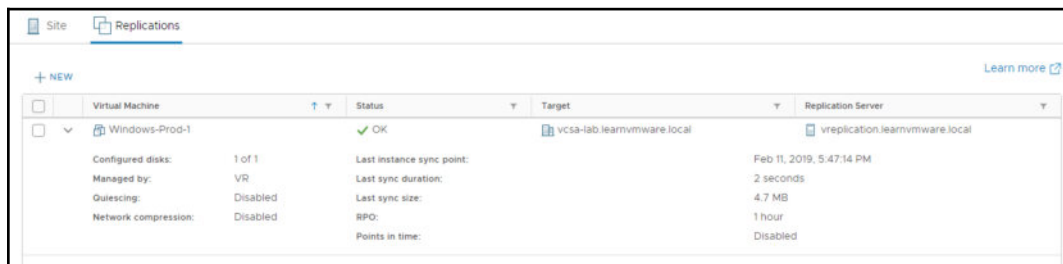 Site Replications
Learn more
+ NEW
Virtual Machine Status Target Replication Server
Windows-Prod-1 OK vcsa-lab.learnvmware.local vreplication.learnvmware.local
Configured disks: 1 of 1 Last instance sync point: Feb 11, 2019, 5:47:14 PM
Managed by: VR Last sync duration: 2 seconds
Quiescing: Disabled Last sync size: 4.7 MB
Network compression: Disabled RPO: 1 hour
Points in time: Disabled